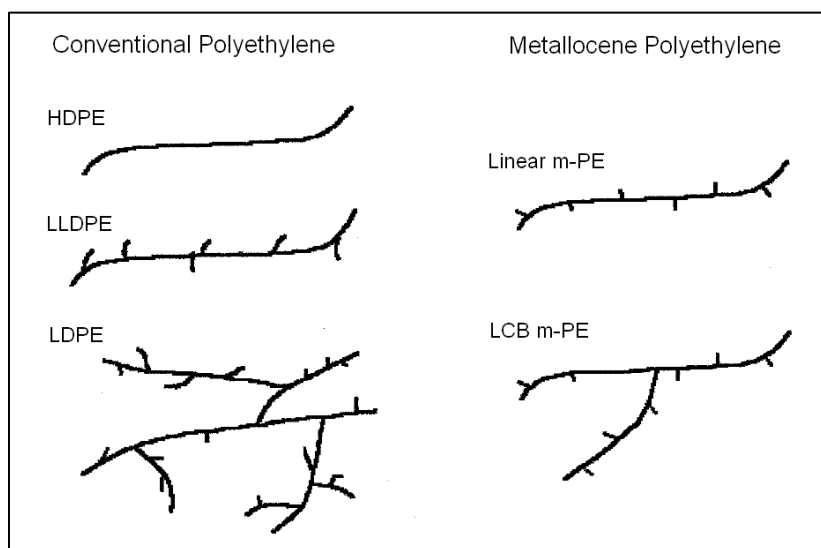 Conventional Polyethylene
HDPE
LLDPE
LDPE
Metallocene Polyethylene
Linear m-PE
LCB m-PE